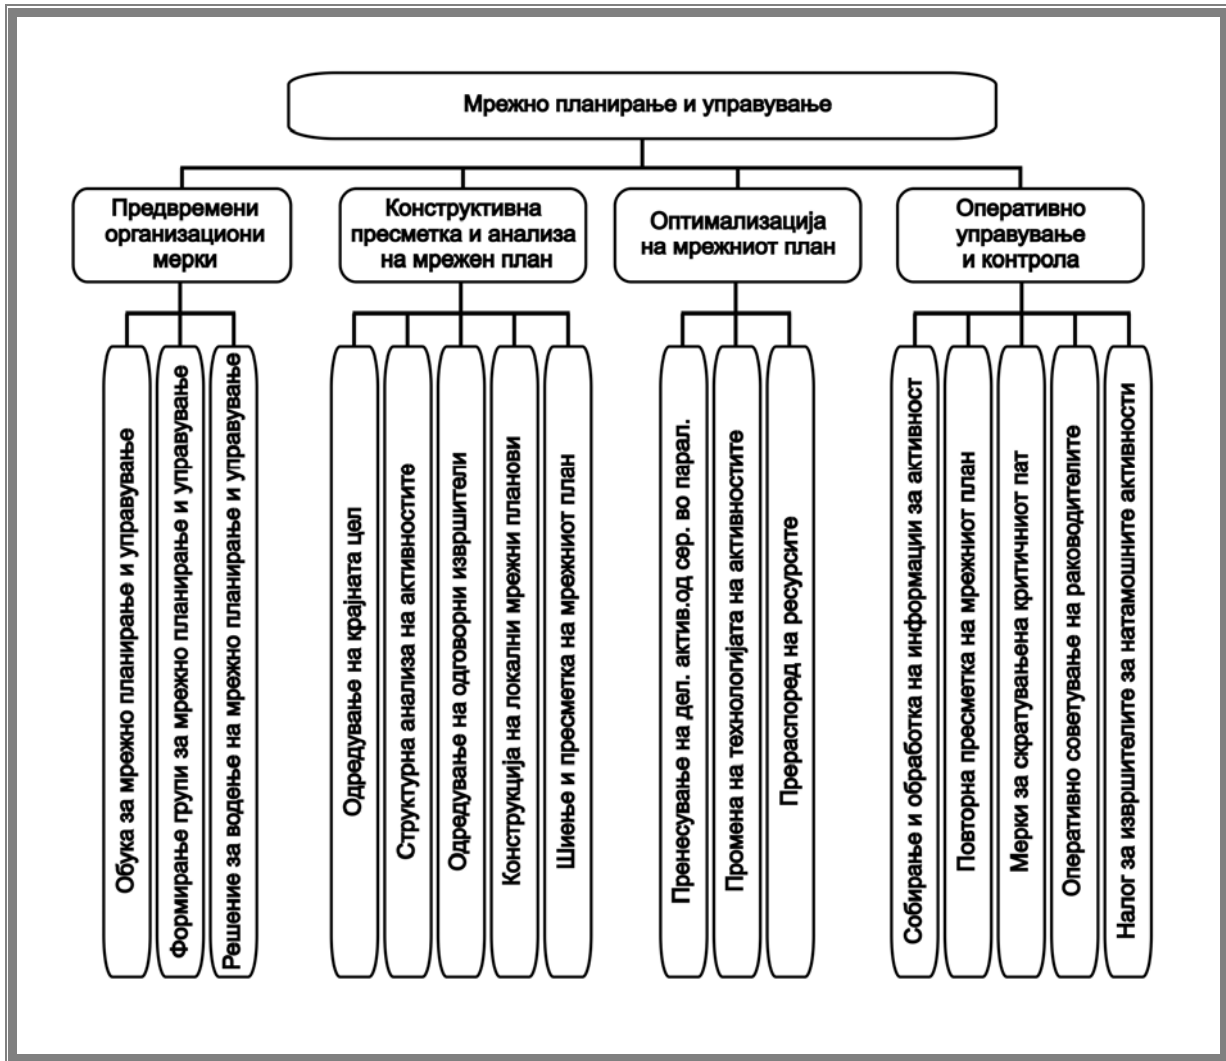 Мрежно планирање и управување
Предвремени
организациони
мерки
Конструктивна
пресметка и анализа
на мрежен план
Оптимализација
на мрежниот план
Оперативно
управување
и контрола
Обука за мрежно планирање и управување
Формирање групи за мрежно планирање и управување
Решение за водење на мрежно планирање и управување
Одредување на крајната цел
Структурна анализа на активностите
Одредување на одговорни извршители
Конструкција на локални мрежни планови
Шиење и пресметка на мрежниот план
Пренесување на дел. актив.од сер. во парал.
Промена на технологијата на активностите
Прераспоред на ресурсите
Собирање и обработка на информации за активност
Повторна пресметка на мрежниот план
Мерки за скратувьена критичниот пат
Оперативно советување на раководителите
Налог за извршителите за натамошните активности